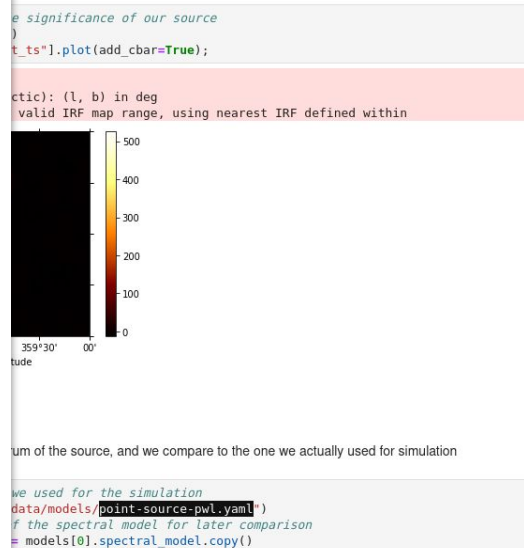 e significance of our source
)
t_ts"].plot(add_cbar=True);
ctic): (l, b) in deg
valid IRF map range, using nearest IRF defined within
500
400
300
200
100
0
359°30' 00'
tude
um of the source, and we compare to the one we actually used for simulation
we used for the simulation
data/models/point-source-pwl.yaml")
f the spectral model for later comparison
= models[0].spectral_model.copy()